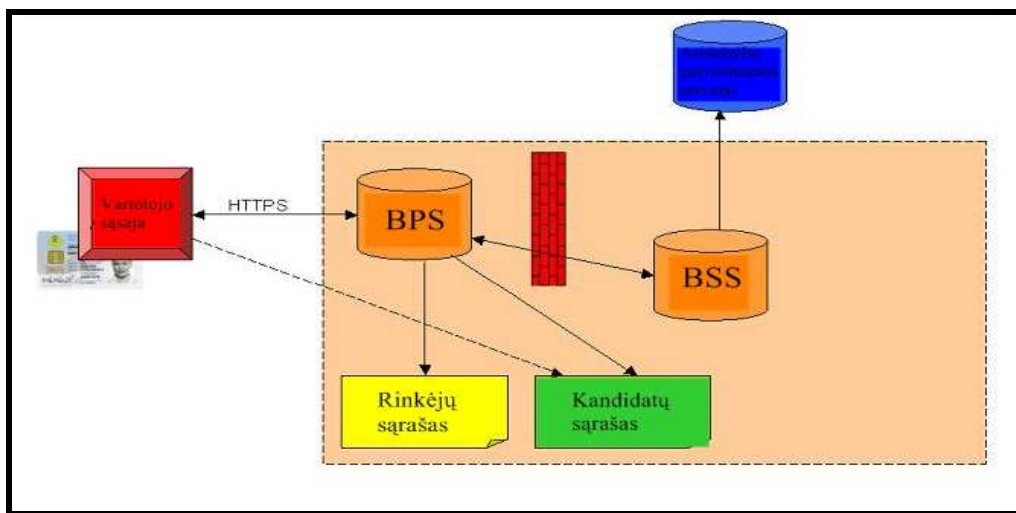 Vartotojo
sąsaja
HTTPS
BPS
BSS
Rinkėjų
sąrašas
Kandidatų
sąrašas